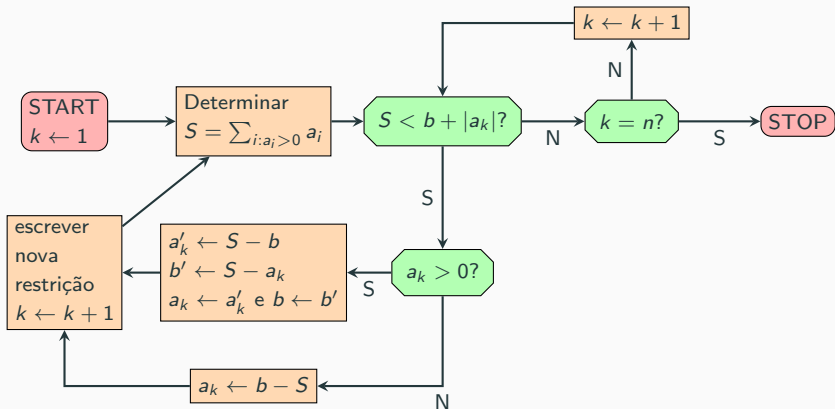 k ← k + 1
N
START
k ← 1
Determinar
S = ∑_{i:a_i>0} a_i
S < b + |a_k|?
N
k = n?
S
STOP
S
escrever
nova
restrição
k ← k + 1
a′_k ← S − b
b′ ← S − a_k
a_k ← a′_k e b ← b′
S
a_k > 0?
a_k ← b − S
N